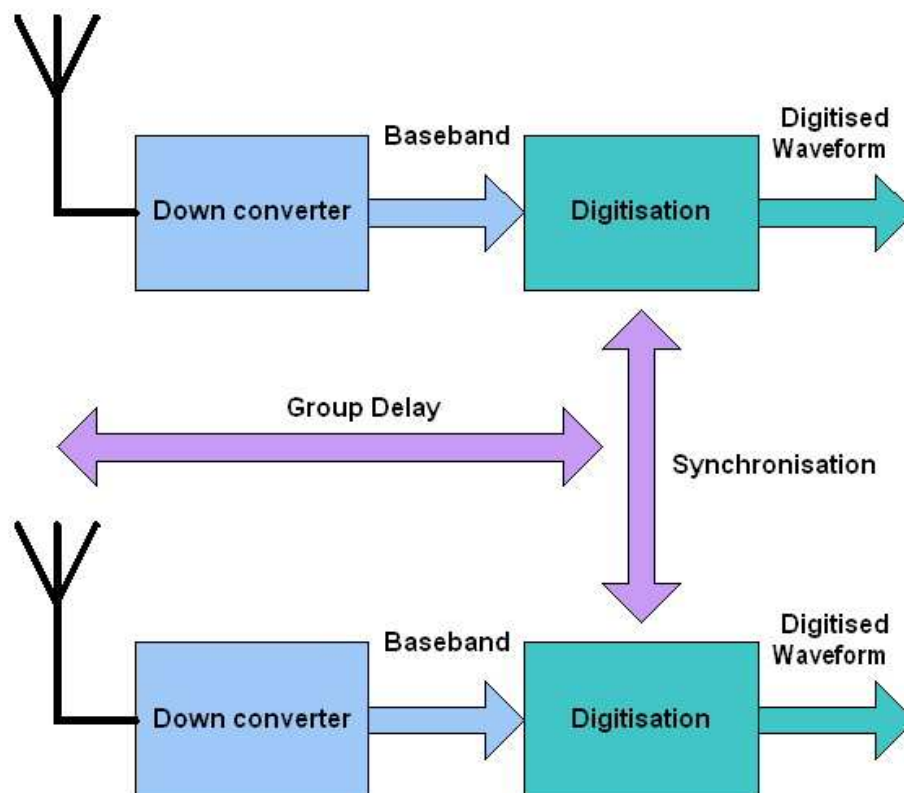 Baseband
Digitised
Waveform
Down converter
Digitisation
Group Delay
Synchronisation
Baseband
Digitised
Waveform
Down converter
Digitisation